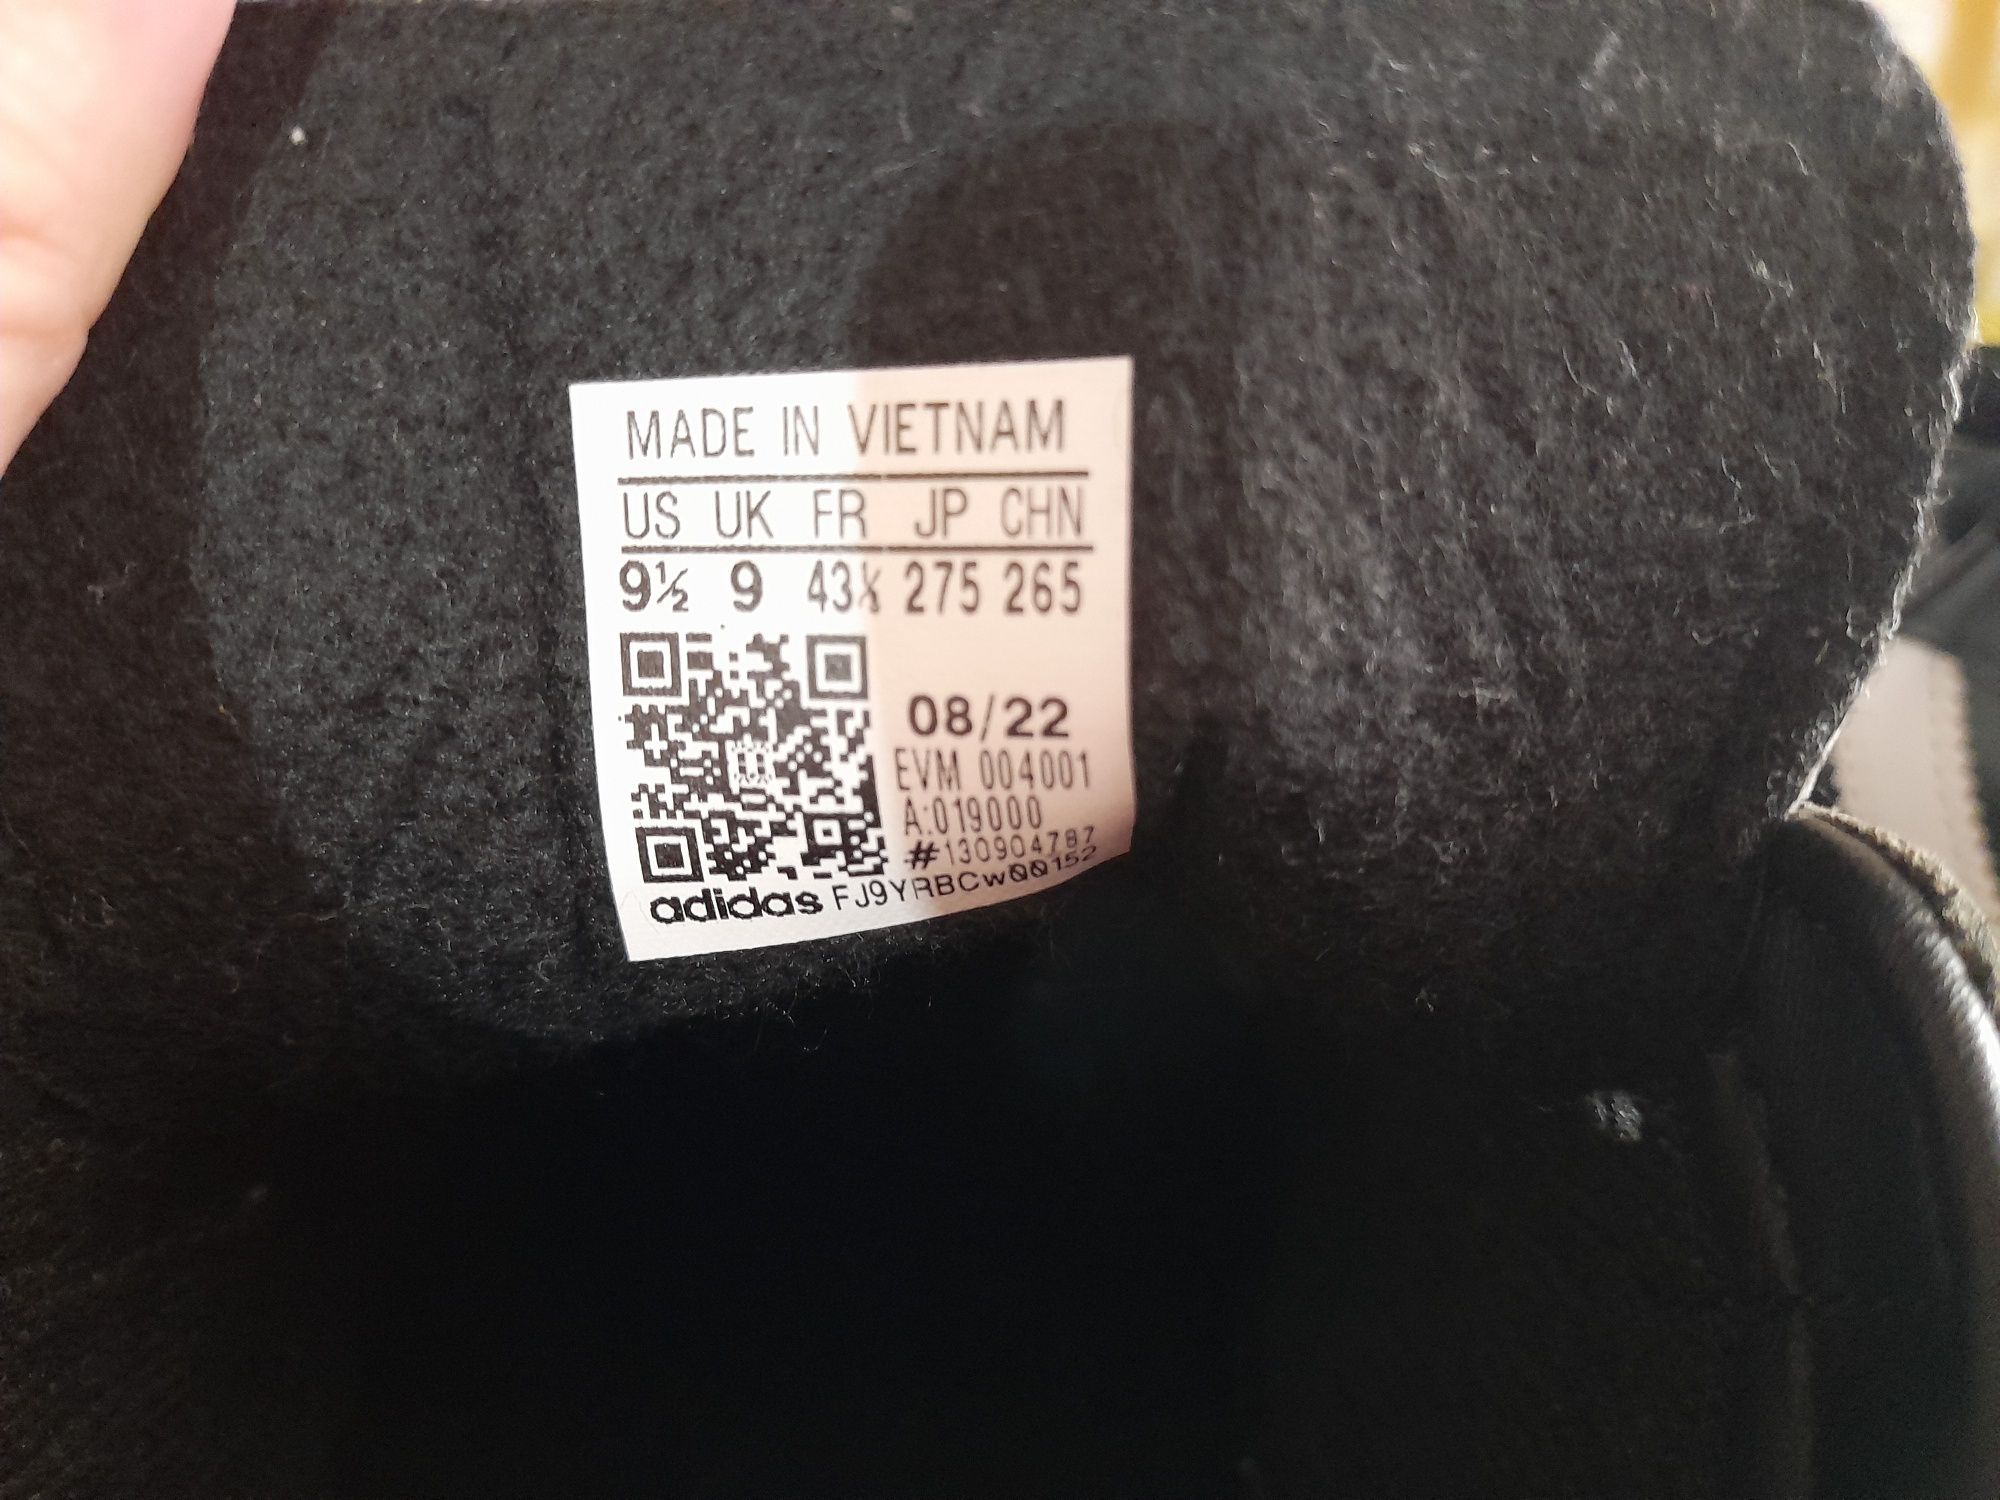 MADE IN VIETNAM
US UK FR JP CHN
9½ 9 43⅓ 275 265
08/22
EVM 004001
A:019000
#130904787
adidas FJ9YRBCw00152